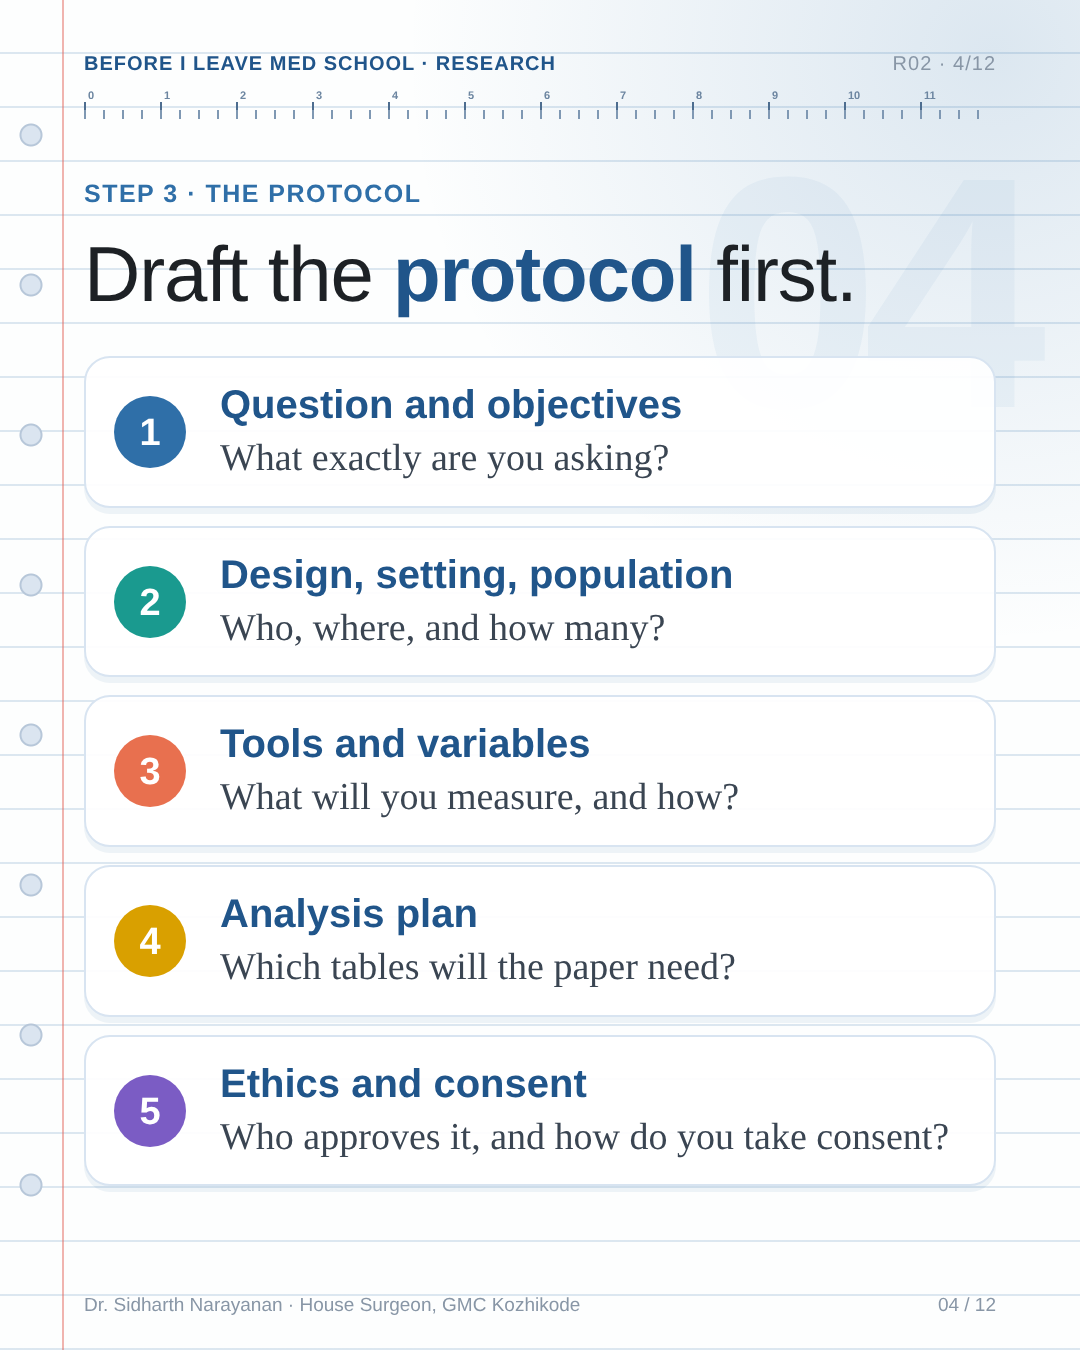 BEFORE I LEAVE MED SCHOOL · RESEARCH
R02 · 4/12
0 1 2 3 4 5 6 7 8 9 10 11
STEP 3 · THE PROTOCOL
04
Draft the protocol first.
1
Question and objectives
What exactly are you asking?
2
Design, setting, population
Who, where, and how many?
3
Tools and variables
What will you measure, and how?
4
Analysis plan
Which tables will the paper need?
5
Ethics and consent
Who approves it, and how do you take consent?
Dr. Sidharth Narayanan · House Surgeon, GMC Kozhikode
04 / 12